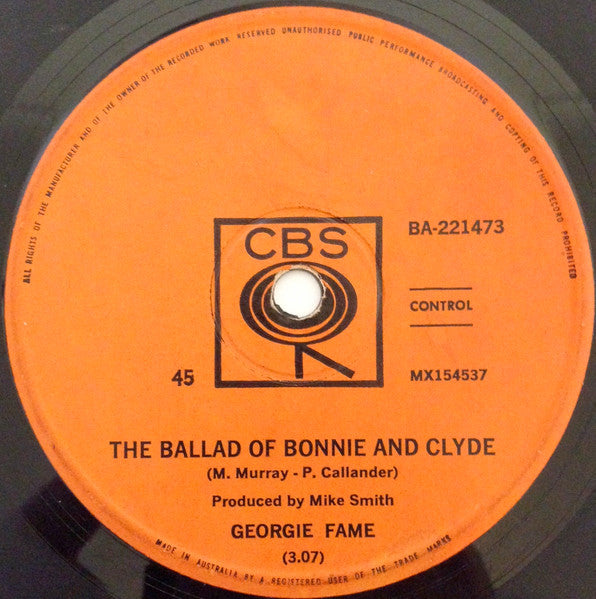 ALL RIGHTS OF THE MANUFACTURER AND OF THE OWNER OF THE RECORDED WORK RESERVED UNAUTHORISED PUBLIC PERFORMANCE BROADCASTING AND COPYING OF THIS RECORD PROHIBITED
CBS
BA-221473
CONTROL
45
MX154537
THE BALLAD OF BONNIE AND CLYDE
(M. Murray - P. Callander)
Produced by Mike Smith
GEORGIE FAME
(3.07)
MADE IN AUSTRALIA BY A REGISTERED USER OF THE TRADE MARKS